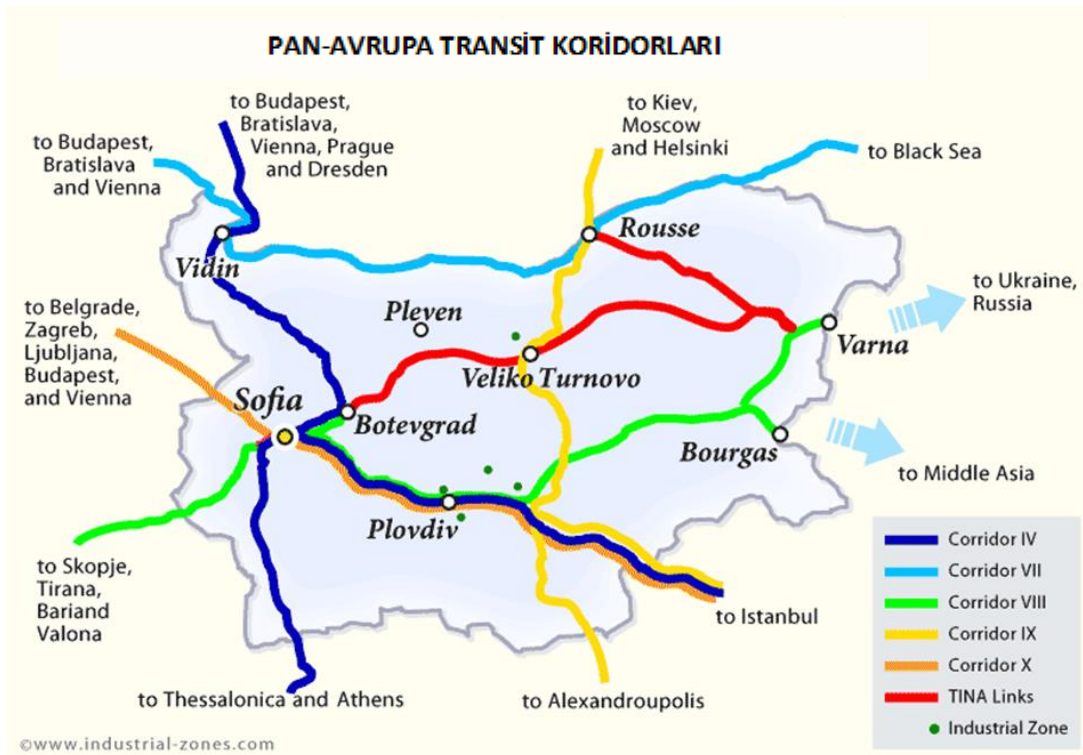 PAN-AVRUPA TRANSİT KORİDORLARI
to Budapest,
Bratislava,
Vienna, Prague
and Dresden
to Budapest,
Bratislava
and Vienna
to Kiev,
Moscow
and Helsinki
to Black Sea
Rousse
Vidin
to Ukraine,
Russia
to Belgrade,
Zagreb,
Ljubljana,
Budapest,
and Vienna
Pleven
Varna
Veliko Turnovo
Sofia
Botevgrad
Bourgas
to Middle Asia
Plovdiv
to Skopje,
Tirana,
Bariand
Valona
to Istanbul
to Thessalonica and Athens
to Alexandroupolis
Corridor IV
Corridor VII
Corridor VIII
Corridor IX
Corridor X
TINA Links
Industrial Zone
©www.industrial-zones.com